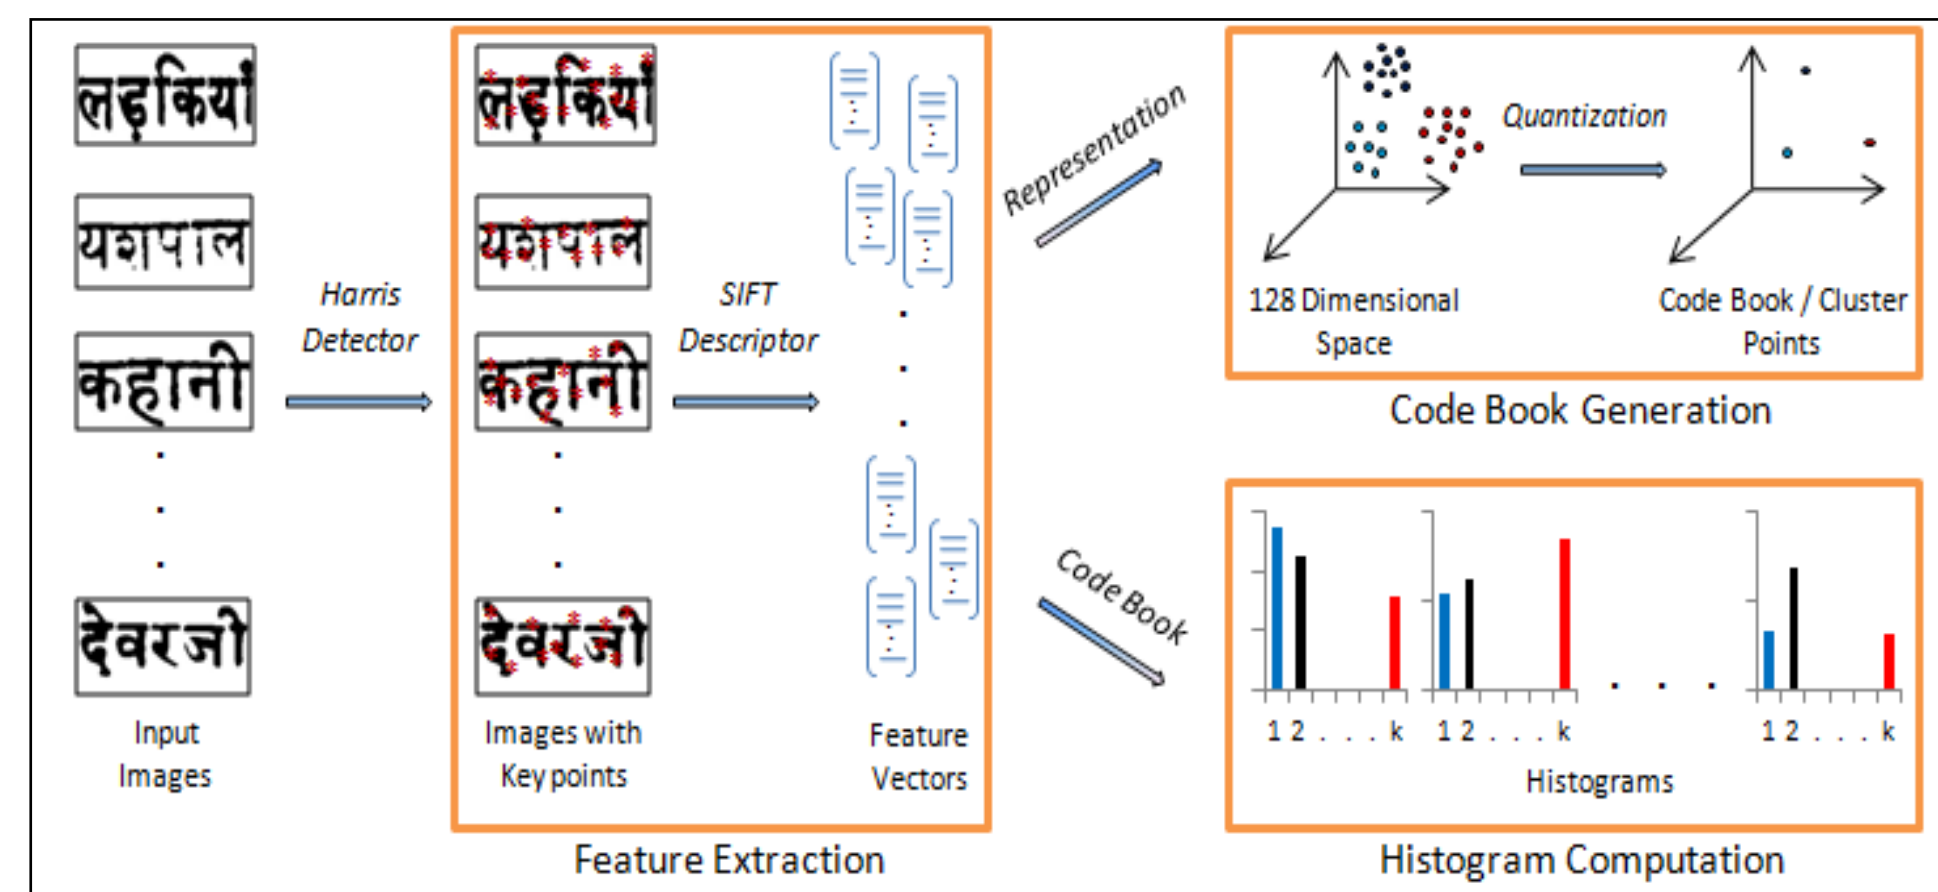 लड़कियाँ
यशपाल
कहानी
देवरजी
Input
Images
Harris
Detector
लड़कियाँ
यशपाल
कहानी
देवरजी
Images with
Key points
SIFT
Descriptor
Feature
Vectors
Feature Extraction
Representation
128 Dimensional
Space
Quantization
Code Book / Cluster
Points
Code Book Generation
Code Book
1 2 . . . k
1 2 . . . k
. . .
1 2 . . . k
Histograms
Histogram Computation